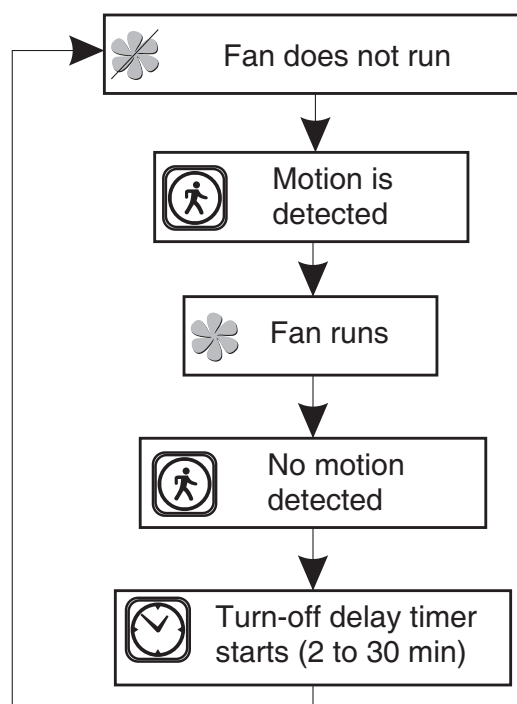 Fan does not run
Motion is
detected
Fan runs
No motion
detected
Turn-off delay timer
starts (2 to 30 min)